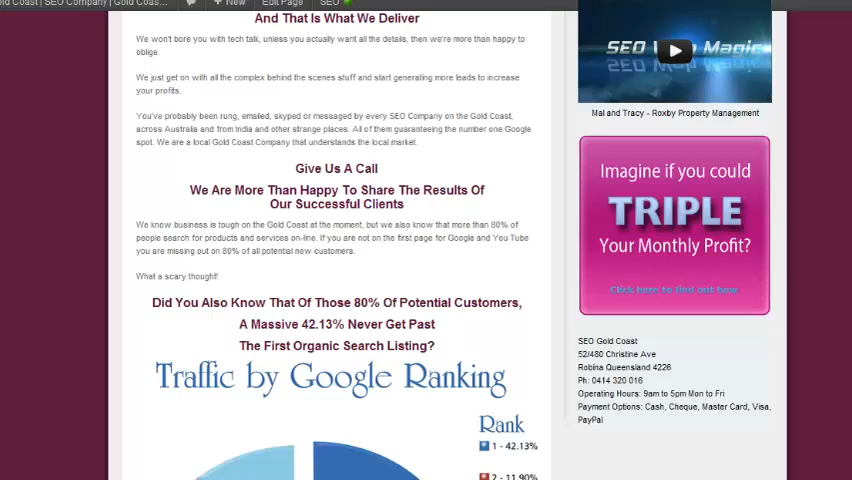 old Coast | SEO Company | Gold Coas...
New
Edit Page
SEO
And That Is What We Deliver
We won't bore you with tech talk, unless you actually want all the details, then we're more than happy to
oblige.
We just get on with all the complex behind the scenes stuff and start generating more leads to increase
your profits.
You've probably been rung, emailed, skyped or messaged by every SEO Company on the Gold Coast,
across Australia and from India and other strange places. All of them guaranteeing the number one Google
spot. We are a local Gold Coast Company that understands the local market.
Give Us A Call
We Are More Than Happy To Share The Results Of
Our Successful Clients
We know business is tough on the Gold Coast at the moment, but we also know that more than 80% of
people search for products and services on-line. If you are not on the first page for Google and You Tube
you are missing out on 80% of all potential new customers.
What a scary thought!
Did You Also Know That Of Those 80% Of Potential Customers,
A Massive 42.13% Never Get Past
The First Organic Search Listing?
Traffic by Google Ranking
Rank
1 - 42.13%
2 - 11.90%
SEO Web Magic
Mal and Tracy - Roxby Property Management
Imagine if you could
TRIPLE
Your Monthly Profit?
Click here to find out how
SEO Gold Coast
52/480 Christine Ave
Robina Queensland 4226
Ph: 0414 320 016
Operating Hours: 9am to 5pm Mon to Fri
Payment Options: Cash, Cheque, Master Card, Visa,
PayPal